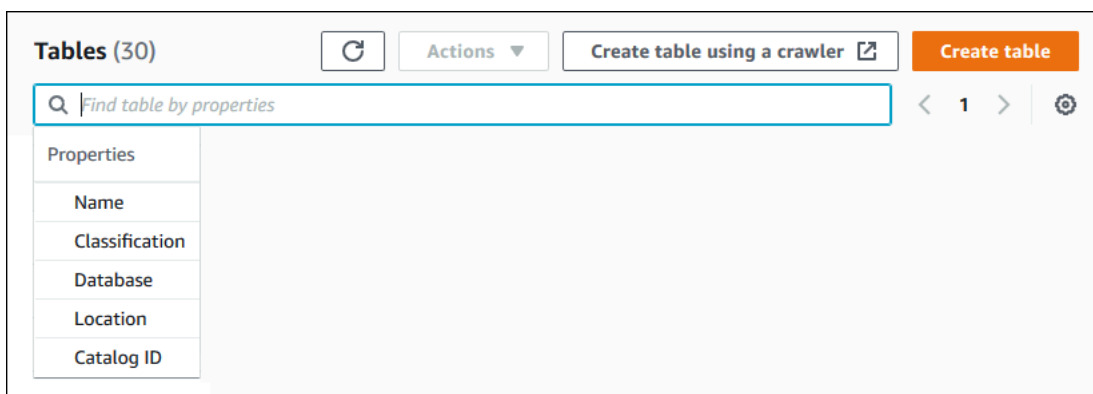 Tables (30)
Actions
Create table using a crawler
Create table
Find table by properties
1
Properties
Name
Classification
Database
Location
Catalog ID